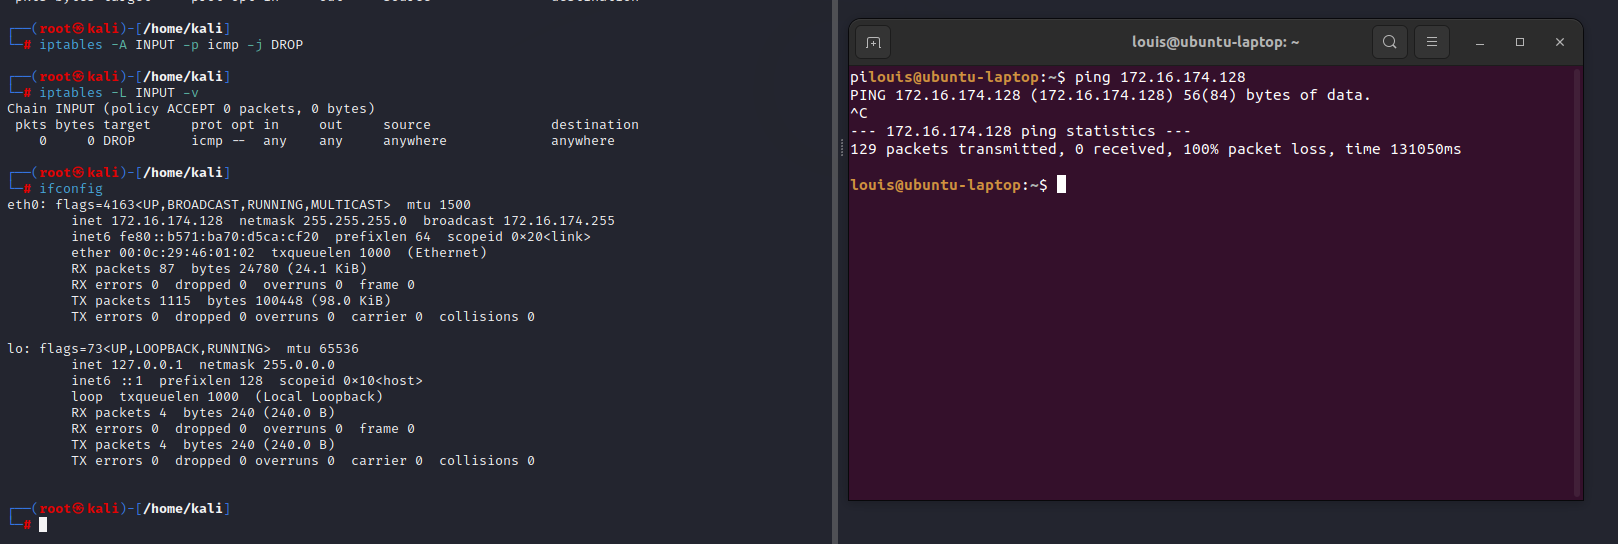 pkts bytes target     prot opt in     out     source               destination
┌──(root㉿kali)-[/home/kali]
└─# iptables -A INPUT -p icmp -j DROP
┌──(root㉿kali)-[/home/kali]
└─# iptables -L INPUT -v
Chain INPUT (policy ACCEPT 0 packets, 0 bytes)
 pkts bytes target     prot opt in     out     source               destination
    0     0 DROP       icmp --  any    any     anywhere             anywhere
┌──(root㉿kali)-[/home/kali]
└─# ifconfig
eth0: flags=4163<UP,BROADCAST,RUNNING,MULTICAST>  mtu 1500
        inet 172.16.174.128  netmask 255.255.255.0  broadcast 172.16.174.255
        inet6 fe80::b571:ba70:d5ca:cf20  prefixlen 64  scopeid 0×20<link>
        ether 00:0c:29:46:01:02  txqueuelen 1000  (Ethernet)
        RX packets 87  bytes 24780 (24.1 KiB)
        RX errors 0  dropped 0  overruns 0  frame 0
        TX packets 1115  bytes 100448 (98.0 KiB)
        TX errors 0  dropped 0 overruns 0  carrier 0  collisions 0
lo: flags=73<UP,LOOPBACK,RUNNING>  mtu 65536
        inet 127.0.0.1  netmask 255.0.0.0
        inet6 ::1  prefixlen 128  scopeid 0×10<host>
        loop  txqueuelen 1000  (Local Loopback)
        RX packets 4  bytes 240 (240.0 B)
        RX errors 0  dropped 0  overruns 0  frame 0
        TX packets 4  bytes 240 (240.0 B)
        TX errors 0  dropped 0 overruns 0  carrier 0  collisions 0
┌──(root㉿kali)-[/home/kali]
└─#
louis@ubuntu-laptop: ~
pilouis@ubuntu-laptop:~$ ping 172.16.174.128
PING 172.16.174.128 (172.16.174.128) 56(84) bytes of data.
^C
--- 172.16.174.128 ping statistics ---
129 packets transmitted, 0 received, 100% packet loss, time 131050ms
louis@ubuntu-laptop:~$